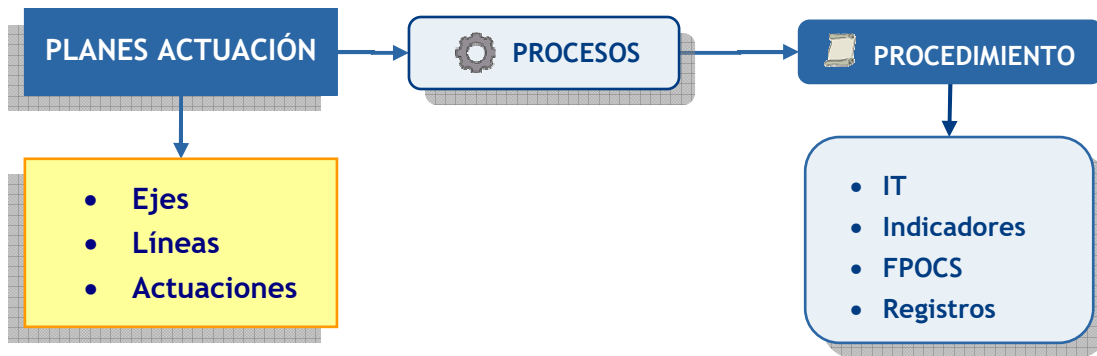 PLANES ACTUACIÓN
PROCESOS
PROCEDIMIENTO
• Ejes
• Líneas
• Actuaciones
• IT
• Indicadores
• FPOCS
• Registros